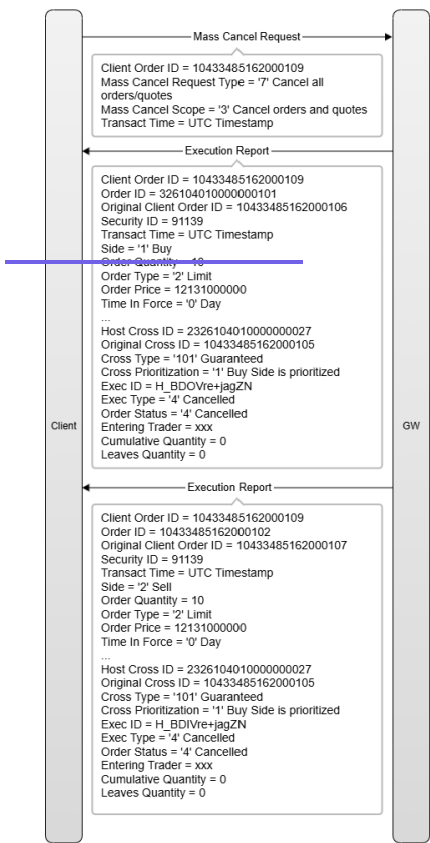 Mass Cancel Request
Client Order ID = 10433485162000109
Mass Cancel Request Type = '7' Cancel all
orders/quotes
Mass Cancel Scope = '3' Cancel orders and quotes
Transact Time = UTC Timestamp
Execution Report
Client Order ID = 10433485162000109
Order ID = 326104010000000101
Original Client Order ID = 10433485162000106
Security ID = 91139
Transact Time = UTC Timestamp
Side = '1' Buy
Order Quantity = 10
Order Type = '2' Limit
Order Price = 12131000000
Time In Force = '0' Day
...
Host Cross ID = 2326104010000000027
Original Cross ID = 10433485162000105
Cross Type = '101' Guaranteed
Cross Prioritization = '1' Buy Side is prioritized
Exec ID = H_BDOVre+jagZN
Exec Type = '4' Cancelled
Order Status = '4' Cancelled
Entering Trader = xxx
Cumulative Quantity = 0
Leaves Quantity = 0
Client
GW
Execution Report
Client Order ID = 10433485162000109
Order ID = 10433485162000102
Original Client Order ID = 10433485162000107
Security ID = 91139
Transact Time = UTC Timestamp
Side = '2' Sell
Order Quantity = 10
Order Type = '2' Limit
Order Price = 12131000000
Time In Force = '0' Day
...
Host Cross ID = 2326104010000000027
Original Cross ID = 10433485162000105
Cross Type = '101' Guaranteed
Cross Prioritization = '1' Buy Side is prioritized
Exec ID = H_BDIVre+jagZN
Exec Type = '4' Cancelled
Order Status = '4' Cancelled
Entering Trader = xxx
Cumulative Quantity = 0
Leaves Quantity = 0